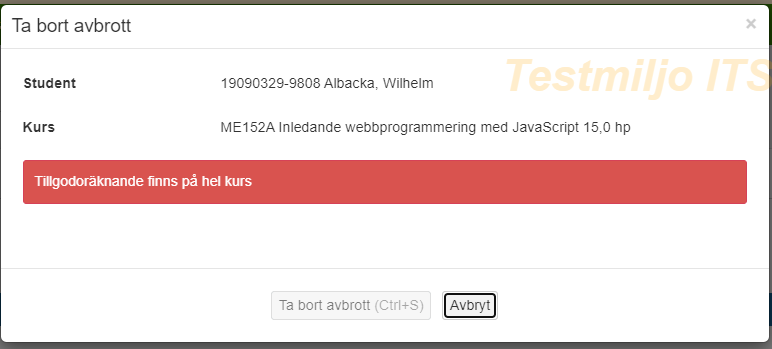 Ta bort avbrott ×
Testmiljo ITS
Student 19090329-9808 Albacka, Wilhelm
Kurs ME152A Inledande webbprogrammering med JavaScript 15,0 hp
Tillgodoräknande finns på hel kurs
Ta bort avbrott (Ctrl+S) Avbryt